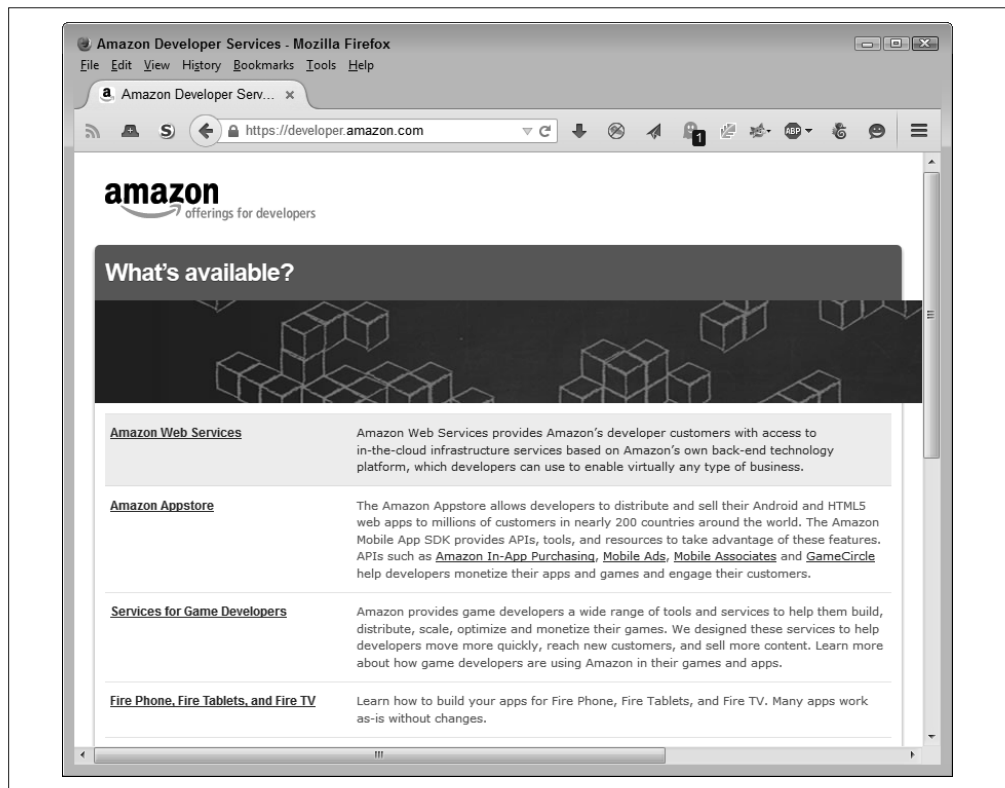 Amazon Developer Services - Mozilla Firefox
File Edit View History Bookmarks Tools Help
a Amazon Developer Serv... ×
S https://developer.amazon.com 1 ABP
amazon
offerings for developers
What's available?
Amazon Web Services
Amazon Web Services provides Amazon's developer customers with access to
in-the-cloud infrastructure services based on Amazon's own back-end technology
platform, which developers can use to enable virtually any type of business.
Amazon Appstore
The Amazon Appstore allows developers to distribute and sell their Android and HTML5
web apps to millions of customers in nearly 200 countries around the world. The Amazon
Mobile App SDK provides APIs, tools, and resources to take advantage of these features.
APIs such as Amazon In-App Purchasing, Mobile Ads, Mobile Associates and GameCircle
help developers monetize their apps and games and engage their customers.
Services for Game Developers
Amazon provides game developers a wide range of tools and services to help them build,
distribute, scale, optimize and monetize their games. We designed these services to help
developers move more quickly, reach new customers, and sell more content. Learn more
about how game developers are using Amazon in their games and apps.
Fire Phone, Fire Tablets, and Fire TV
Learn how to build your apps for Fire Phone, Fire Tablets, and Fire TV. Many apps work
as-is without changes.